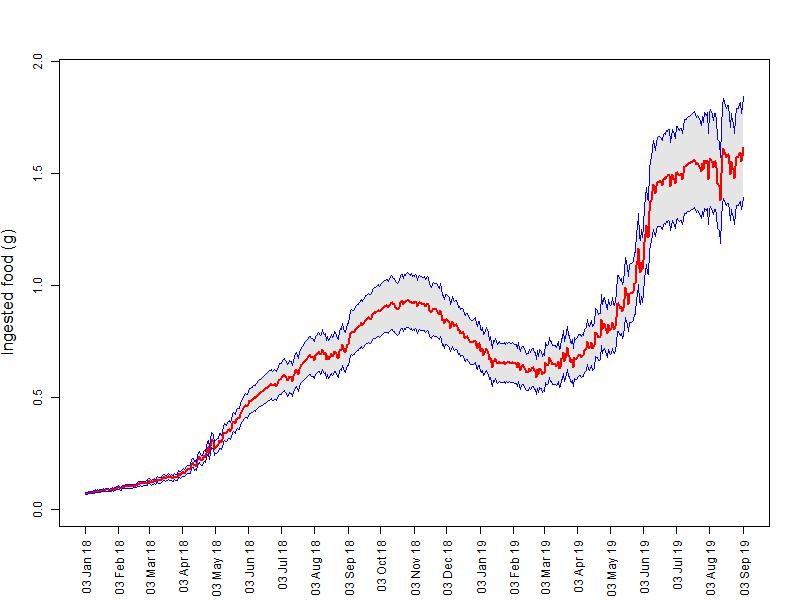 Ingested food (g)
2.0
1.5
1.0
0.5
0.0
03 Jan 18
03 Feb 18
03 Mar 18
03 Apr 18
03 May 18
03 Jun 18
03 Jul 18
03 Aug 18
03 Sep 18
03 Oct 18
03 Nov 18
03 Dec 18
03 Jan 19
03 Feb 19
03 Mar 19
03 Apr 19
03 May 19
03 Jun 19
03 Jul 19
03 Aug 19
03 Sep 19